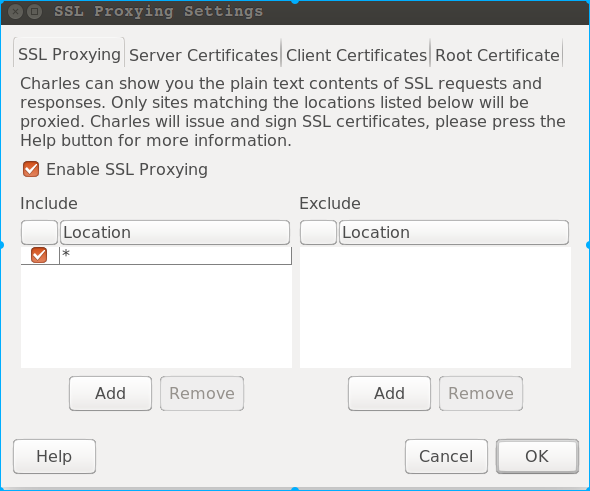 SSL Proxying Settings
SSL Proxying Server Certificates Client Certificates Root Certificate
Charles can show you the plain text contents of SSL requests and
responses. Only sites matching the locations listed below will be
proxied. Charles will issue and sign SSL certificates, please press the
Help button for more information.
Enable SSL Proxying
Include Exclude
Location Location
*
Add Remove Add Remove
Help Cancel OK